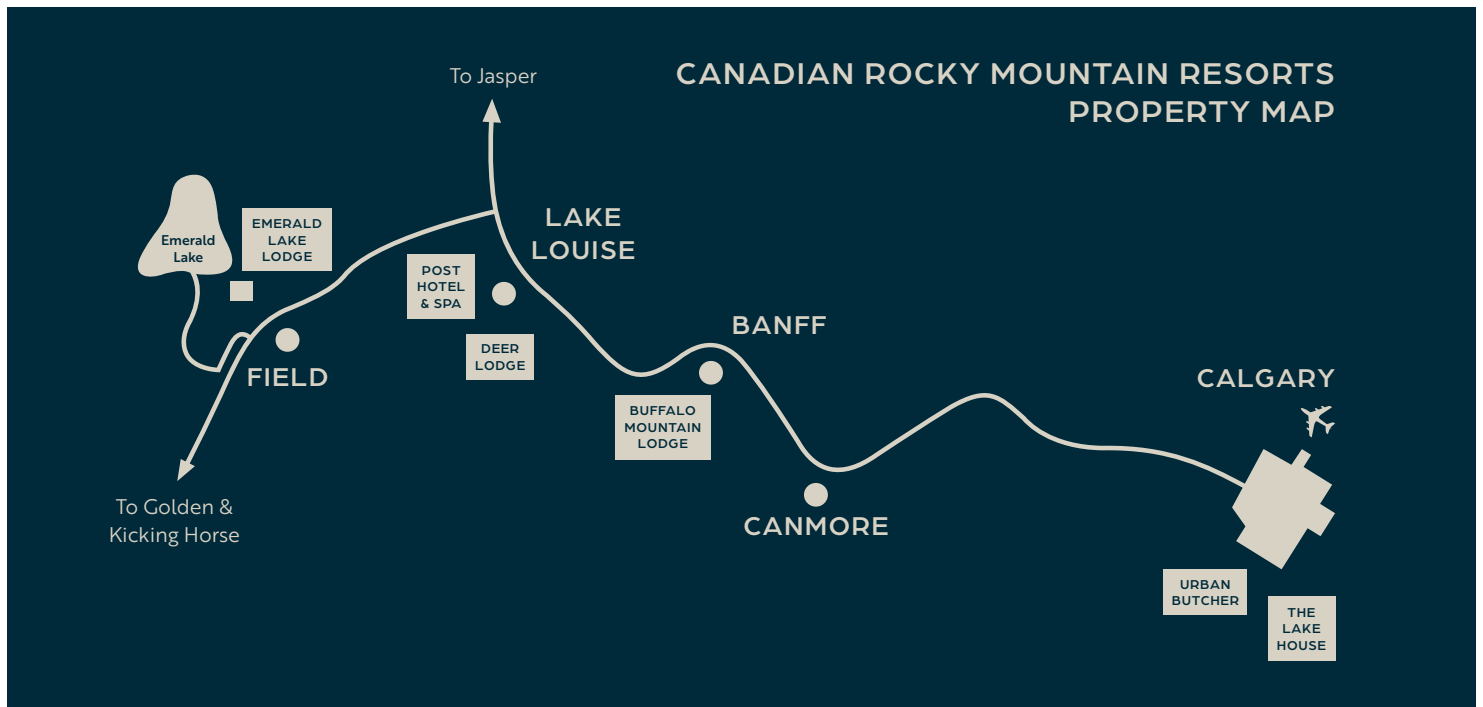 To Jasper
CANADIAN ROCKY MOUNTAIN RESORTS
PROPERTY MAP
Emerald
Lake
EMERALD
LAKE
LODGE
LAKE
LOUISE
POST
HOTEL
& SPA
DEER
LODGE
FIELD
BANFF
BUFFALO
MOUNTAIN
LODGE
CALGARY
To Golden &
Kicking Horse
CANMORE
URBAN
BUTCHER
THE
LAKE
HOUSE